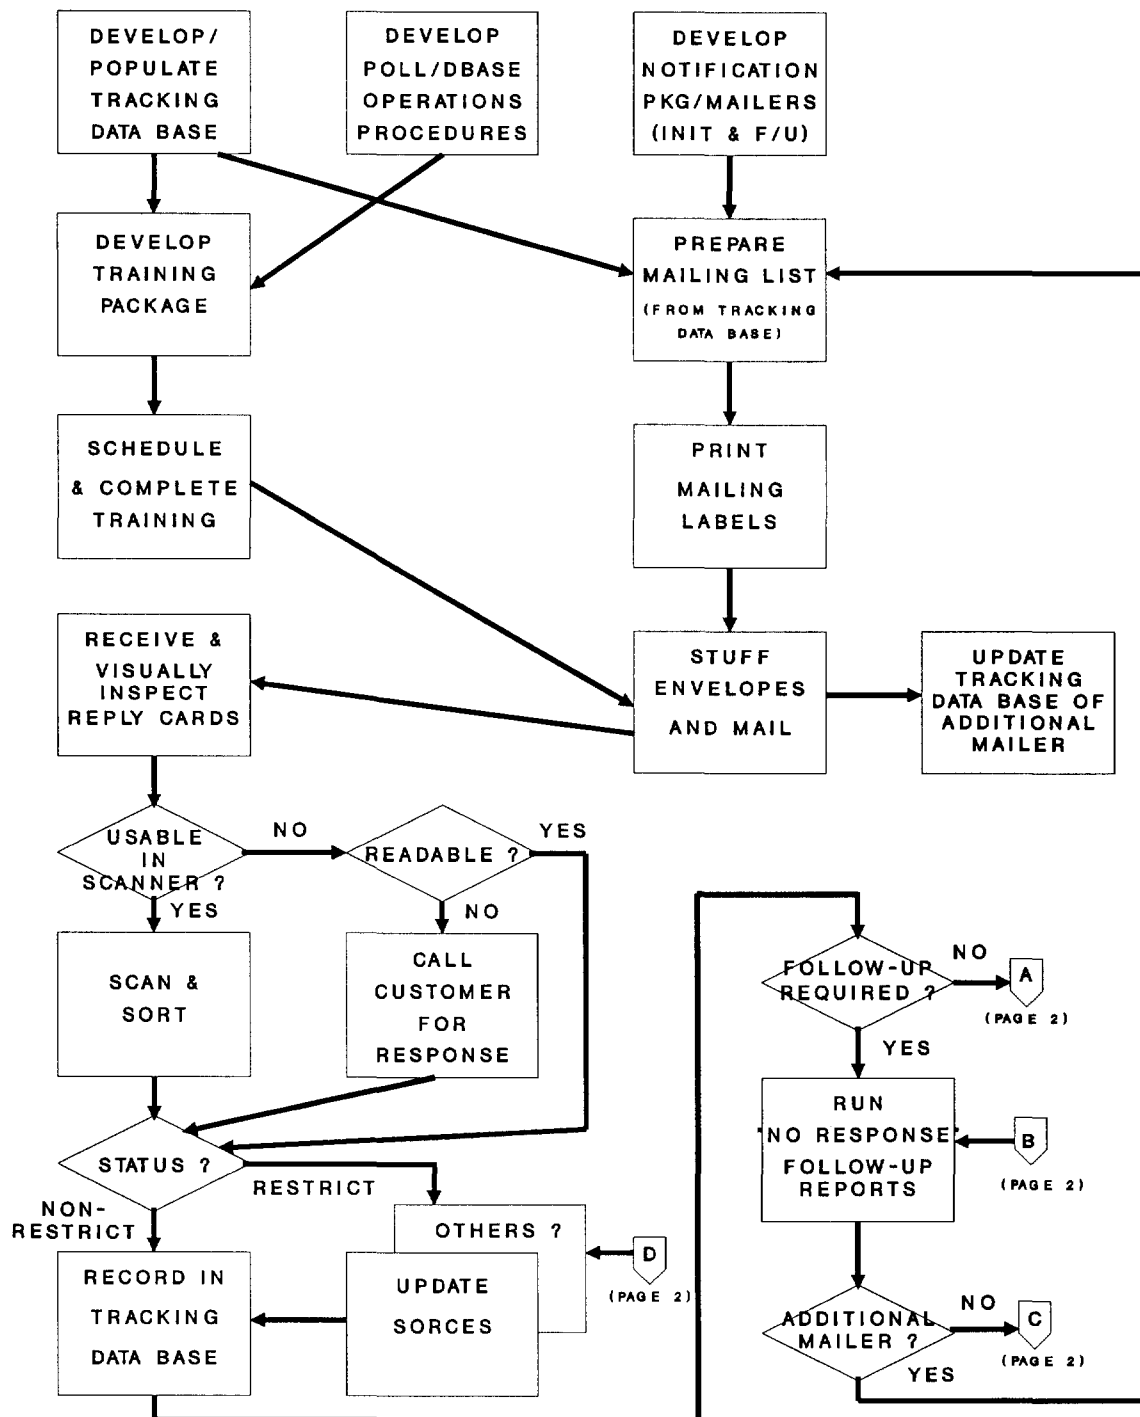 DEVELOP/
POPULATE
TRACKING
DATA BASE
DEVELOP
POLL/DBASE
OPERATIONS
PROCEDURES
DEVELOP
NOTIFICATION
PKG/MAILERS
(INIT & F/U)
DEVELOP
TRAINING
PACKAGE
PREPARE
MAILING LIST
(FROM TRACKING
DATA BASE)
SCHEDULE
& COMPLETE
TRAINING
PRINT
MAILING
LABELS
RECEIVE &
VISUALLY
INSPECT
REPLY CARDS
STUFF
ENVELOPES
AND MAIL
UPDATE
TRACKING
DATA BASE OF
ADDITIONAL
MAILER
USABLE
IN
SCANNER ?
NO
READABLE ?
YES
YES
NO
SCAN &
SORT
CALL
CUSTOMER
FOR
RESPONSE
FOLLOW-UP
REQUIRED ?
NO
A
(PAGE 2)
YES
RUN
"NO RESPONSE"
FOLLOW-UP
REPORTS
B
(PAGE 2)
STATUS ?
RESTRICT
NON-
RESTRICT
OTHERS ?
D
(PAGE 2)
RECORD IN
TRACKING
DATA BASE
UPDATE
SORCES
ADDITIONAL
MAILER ?
NO
C
(PAGE 2)
YES